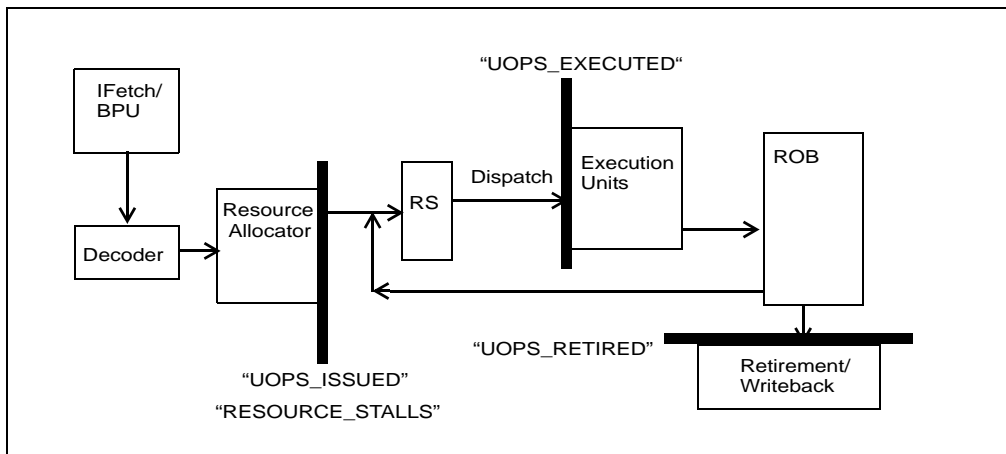 “UOPS_EXECUTED“
IFetch/
BPU
Execution
Units
ROB
Dispatch
RS
Resource
Allocator
Decoder
“UOPS_RETIRED”
Retirement/
Writeback
“UOPS_ISSUED”
“RESOURCE_STALLS”